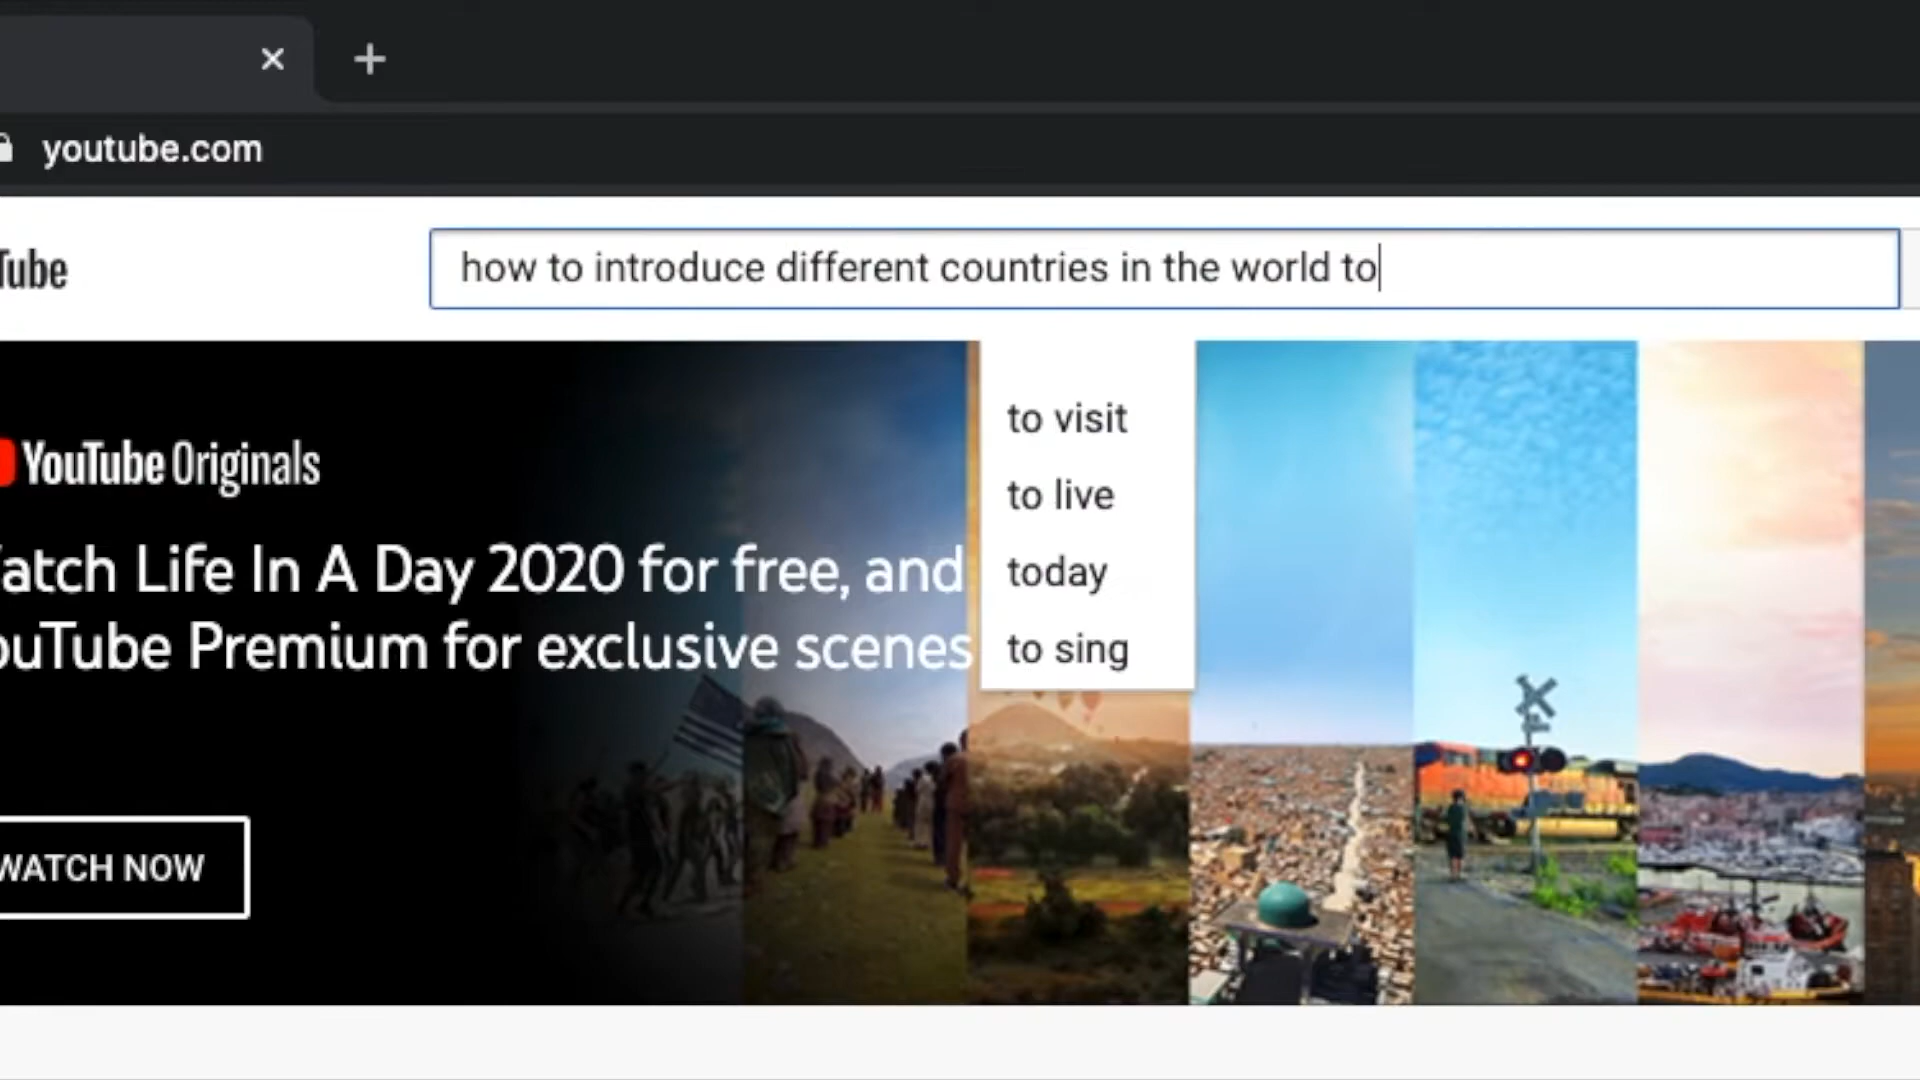 youtube.com
Tube
how to introduce different countries in the world to
to visit
to live
today
to sing
YouTube Originals
atch Life In A Day 2020 for free, and
ouTube Premium for exclusive scenes
WATCH NOW